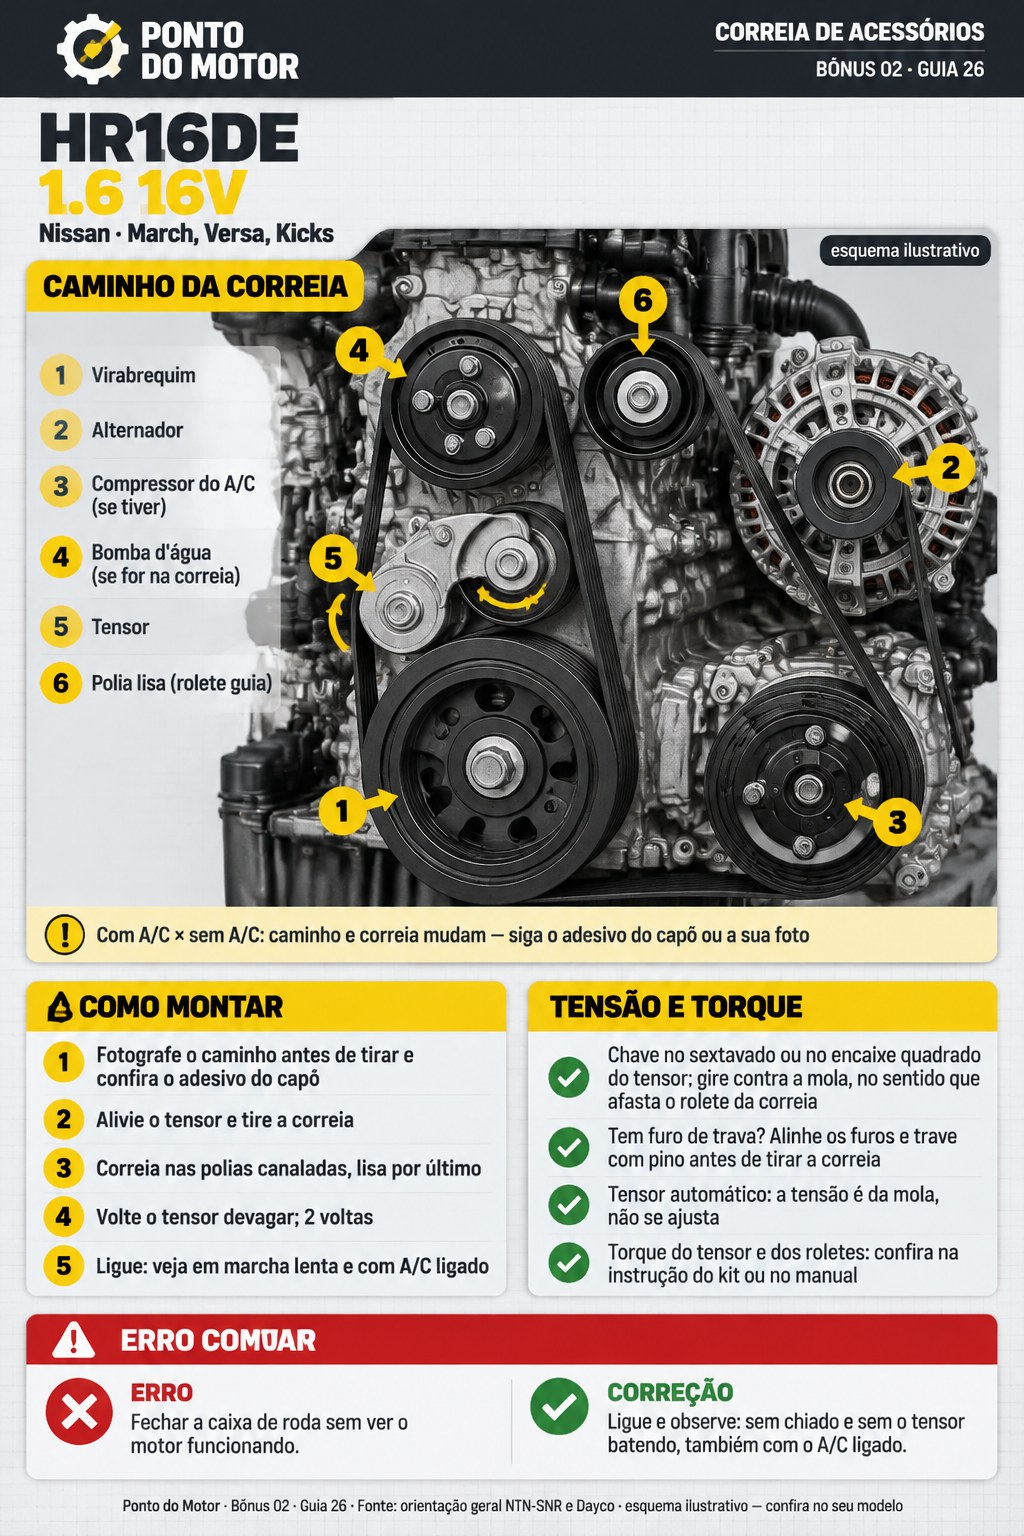 PONTO
DO MOTOR
CORREIA DE ACESSÓRIOS
BÓNUS 02 · GUIA 26
HR16DE
1.6 16V
Nissan · March, Versa, Kicks
esquema ilustrativo
CAMINHO DA CORREIA
1 Virabrequim
2 Alternador
3 Compressor do A/C
(se tiver)
4 Bomba d'água
(se for na correia)
5 Tensor
6 Polia lisa (rolete guia)
6
4
2
5
1
3
! Com A/C × sem A/C: caminho e correia mudam — siga o adesivo do capõ ou a sua foto
COMO MONTAR
1 Fotografe o caminho antes de tirar e
confira o adesivo do capõ
2 Alivie o tensor e tire a correia
3 Correia nas polias canaladas, lisa por último
4 Volte o tensor devagar; 2 voltas
5 Ligue: veja em marcha lenta e com A/C ligado
TENSÃO E TORQUE
Chave no sextavado ou no encaixe quadrado
do tensor; gire contra a mola, no sentido que
afasta o rolete da correia
Tem furo de trava? Alinhe os furos e trave
com pino antes de tirar a correia
Tensor automático: a tensão é da mola,
não se ajusta
Torque do tensor e dos roletes: confira na
instrução do kit ou no manual
ERRO
ERRO
Fechar a caixa de roda sem ver o
motor funcionando.
CORREÇÃO
Ligue e observe: sem chiado e sem o tensor
batendo, tambiém com o A/C ligado.
Ponto do Motor · Bõnus 02 · Guia 26 · Fonte: orientação geral NTN-SNR e Dayco · esquema ilustrativo — confira no seu modelo